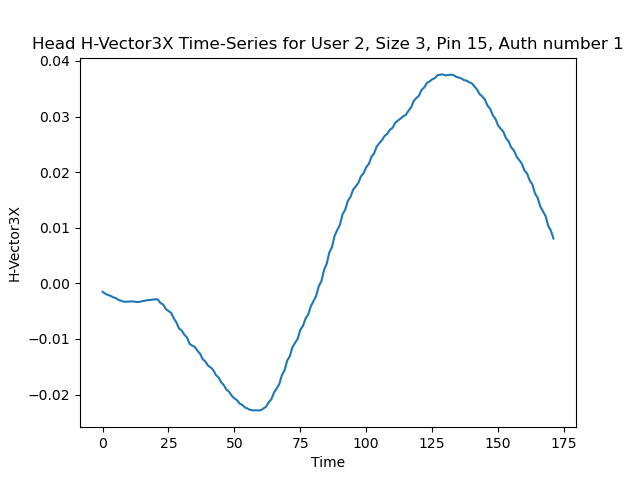 Head H-Vector3X Time-Series for User 2, Size 3, Pin 15, Auth number 1
0.04
0.03
0.02
0.01
0.00
−0.01
−0.02
H-Vector3X
0 25 50 75 100 125 150 175
Time